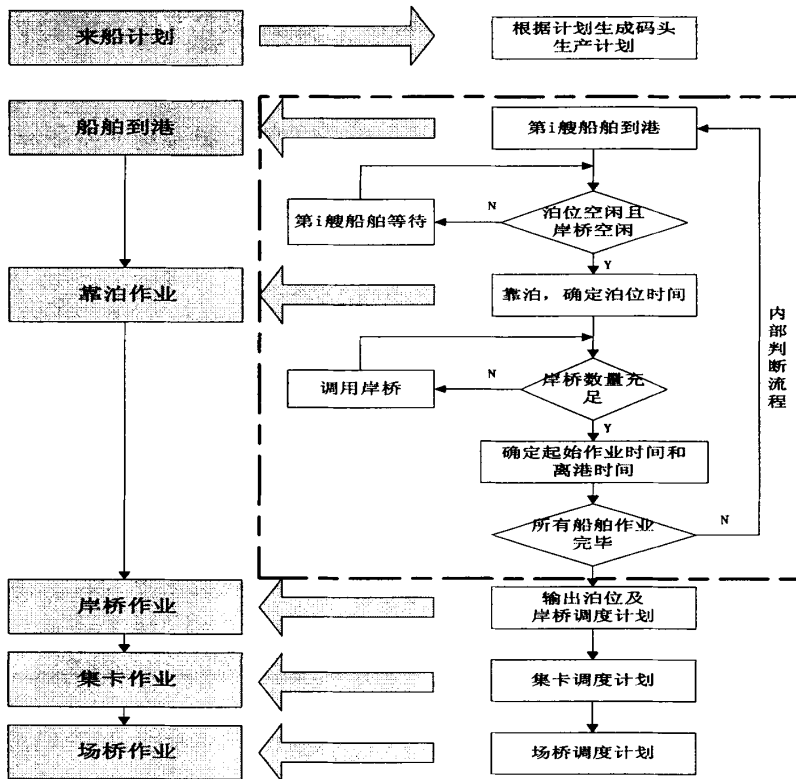 来船计划
根据计划生成码头
生产计划
船舶到港
第i艘船舶到港
N
泊位空闲且
岸桥空闲
第i艘船舶等待
Y
靠泊作业
靠泊，确定泊位时间
内部判断流程
N
岸桥数量充
足
调用岸桥
Y
确定起始作业时间和
离港时间
所有船舶作业
完毕
N
岸桥作业
输出泊位及
岸桥调度计划
集卡作业
集卡调度计划
场桥作业
场桥调度计划